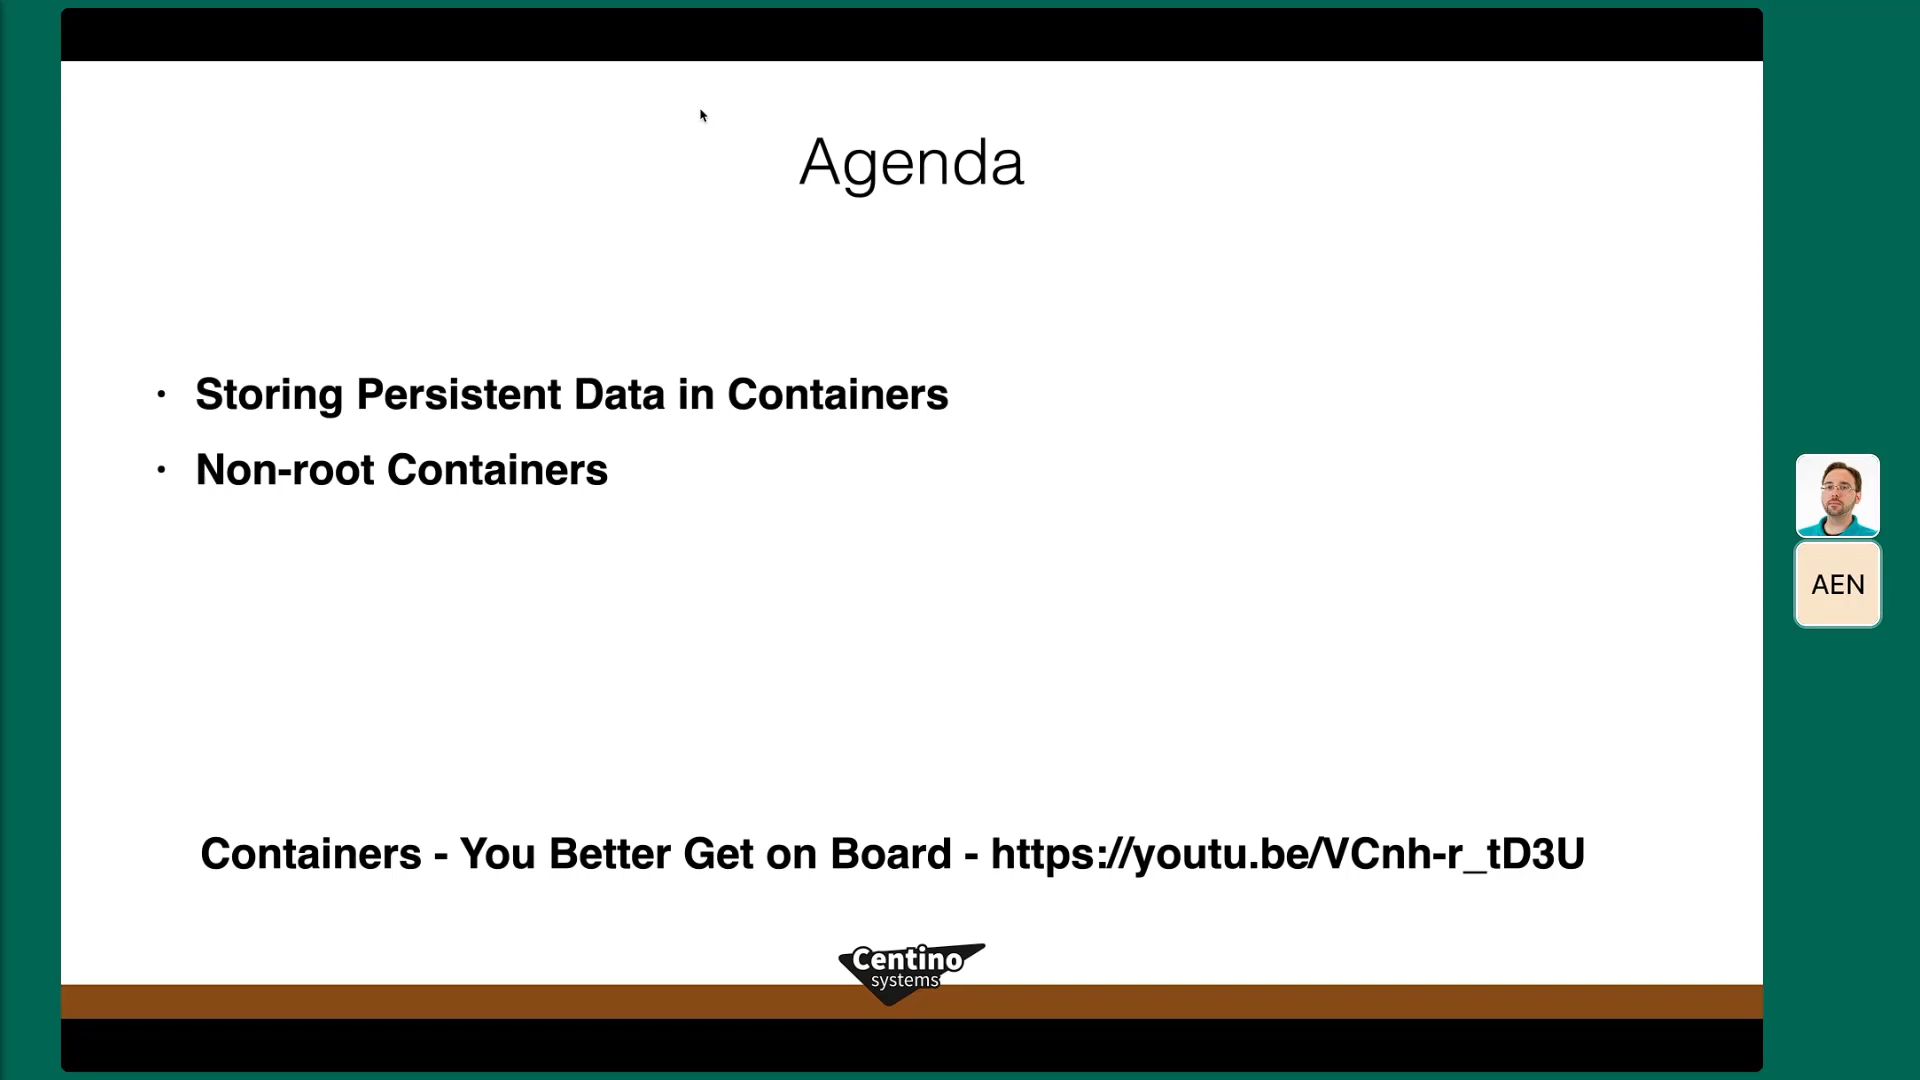 Agenda
• Storing Persistent Data in Containers
• Non-root Containers
AEN
Containers - You Better Get on Board - https://youtu.be/VCnh-r_tD3U
Centino
systems